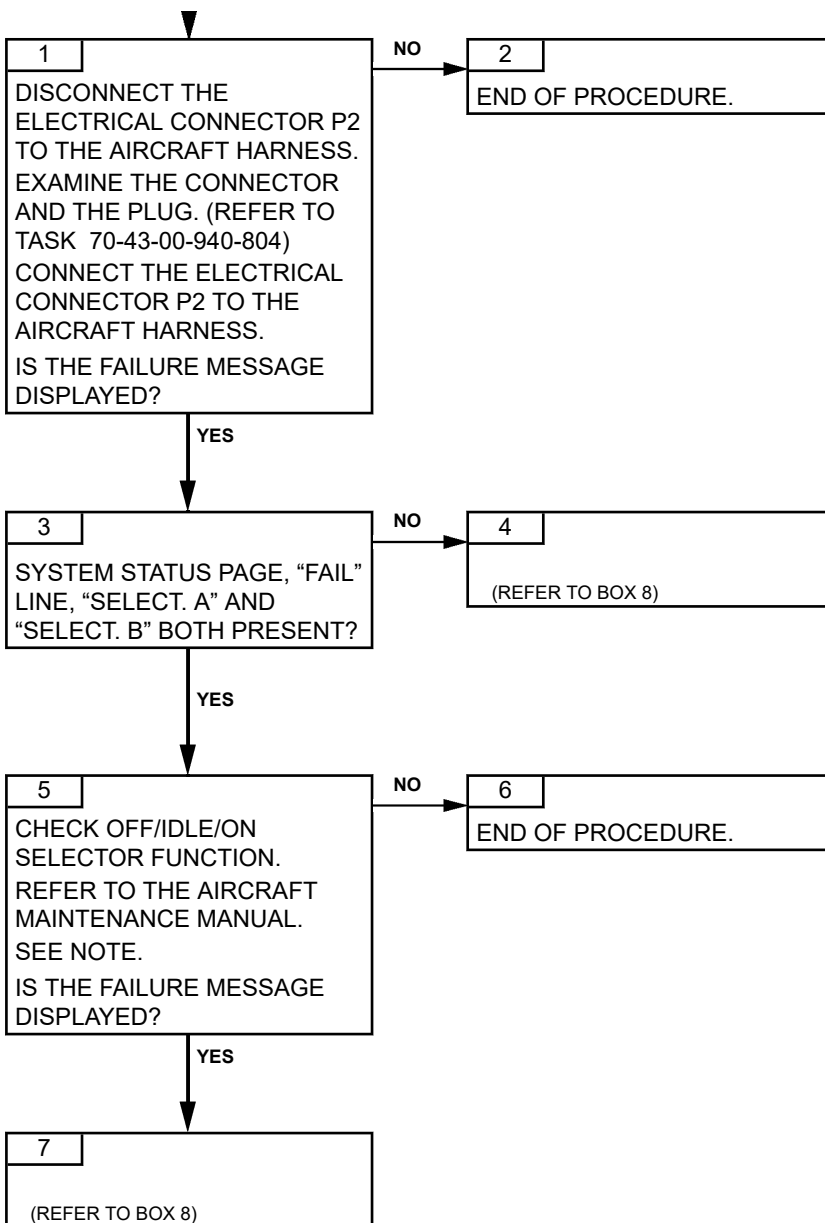 1
DISCONNECT THE
ELECTRICAL CONNECTOR P2
TO THE AIRCRAFT HARNESS.
EXAMINE THE CONNECTOR
AND THE PLUG. (REFER TO
TASK 70-43-00-940-804)
CONNECT THE ELECTRICAL
CONNECTOR P2 TO THE
AIRCRAFT HARNESS.
IS THE FAILURE MESSAGE
DISPLAYED?
NO
2
END OF PROCEDURE.
YES
3
SYSTEM STATUS PAGE, “FAIL”
LINE, “SELECT. A” AND
“SELECT. B” BOTH PRESENT?
NO
4
(REFER TO BOX 8)
YES
5
CHECK OFF/IDLE/ON
SELECTOR FUNCTION.
REFER TO THE AIRCRAFT
MAINTENANCE MANUAL.
SEE NOTE.
IS THE FAILURE MESSAGE
DISPLAYED?
NO
6
END OF PROCEDURE.
YES
7
(REFER TO BOX 8)